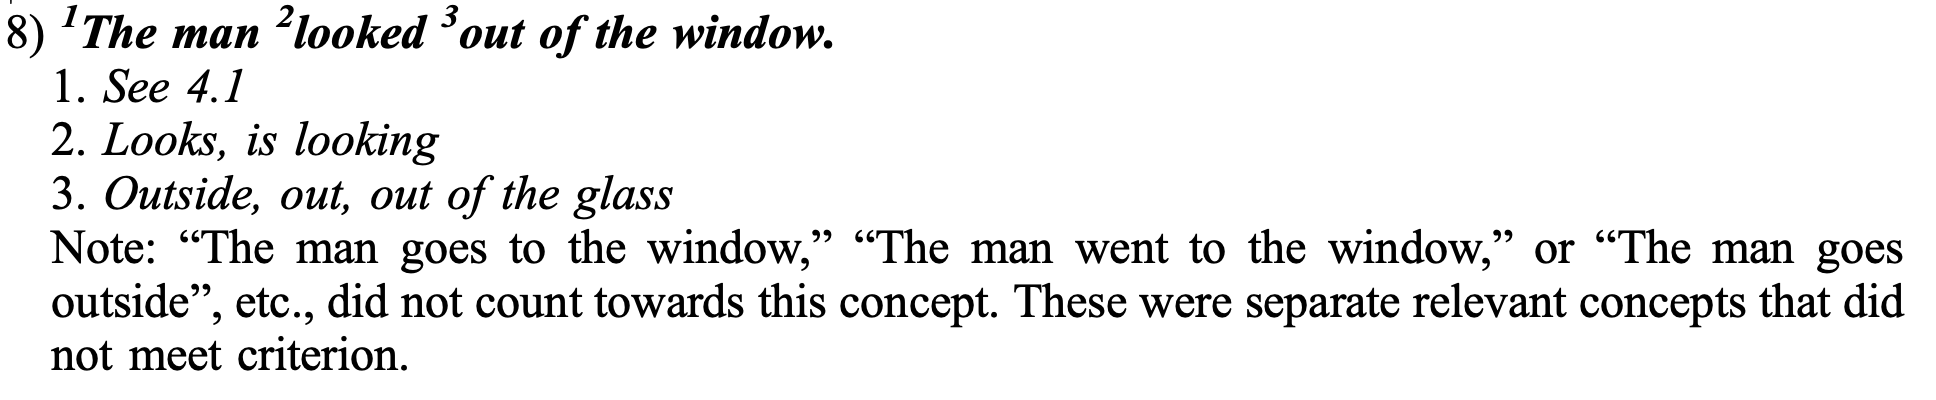 8) ¹The man ²looked ³out of the window.
1. See 4.1
2. Looks, is looking
3. Outside, out, out of the glass
Note: “The man goes to the window,” “The man went to the window,” or “The man goes
outside”, etc., did not count towards this concept. These were separate relevant concepts that did
not meet criterion.